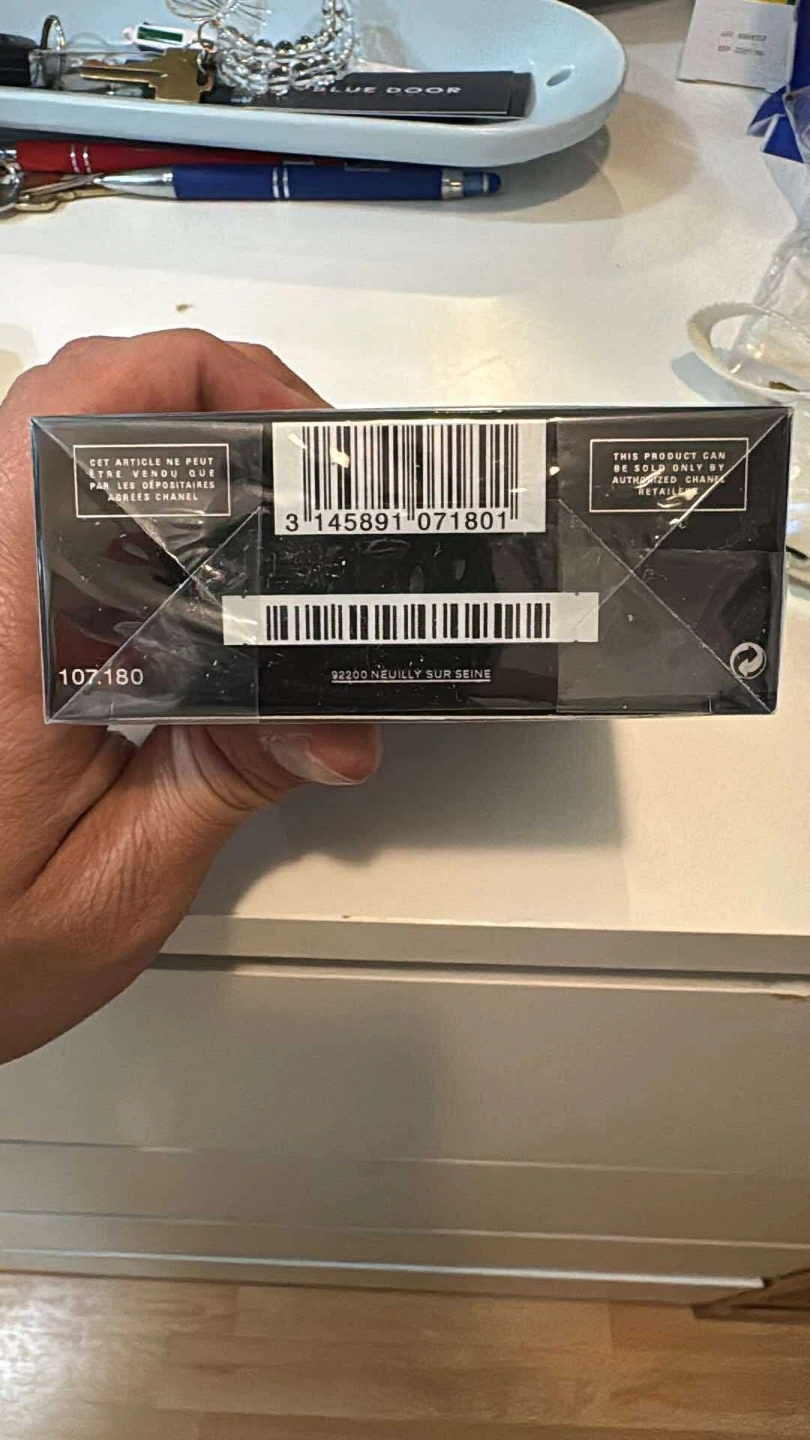 LUE DOOR
CET ARTICLE NE PEUT
ÊTRE VENDU QUE
PAR LES DÉPOSITAIRES
AGRÉÉS CHANEL
3 145891 071801
THIS PRODUCT CAN
BE SOLD ONLY BY
AUTHORIZED CHANEL
RETAILERS
107.180
92200 NEUILLY SUR SEINE